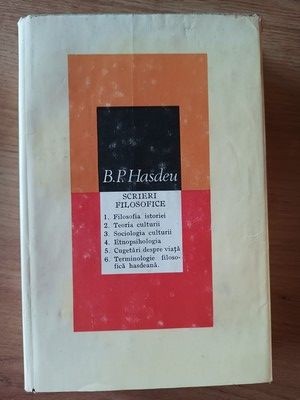 B.P. Hasdeu
SCRIERI
FILOSOFICE
1. Filosofia istoriei
2. Teoria culturii
3. Sociologia culturii
4. Etnopsihologia
5. Cugetări despre viață
6. Terminologie filoso-
fică hasdeană.